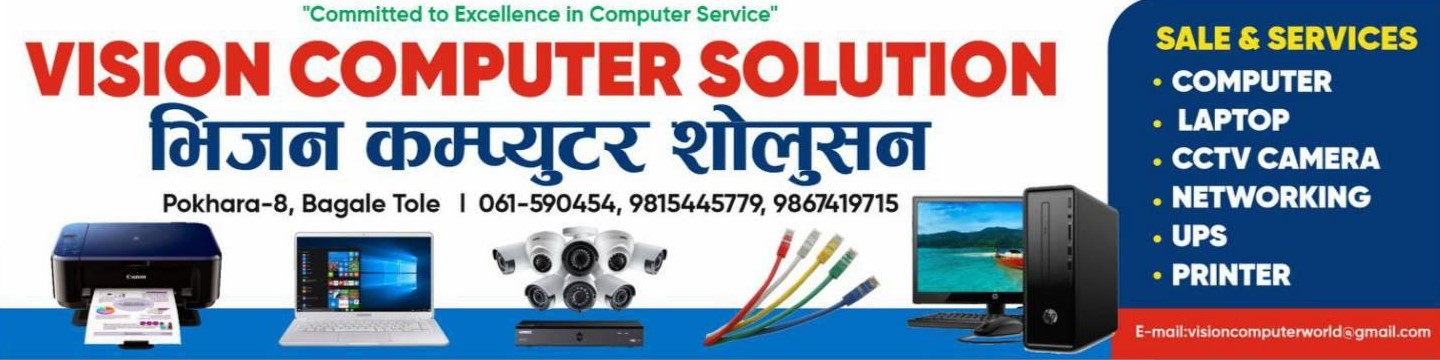 "Committed to Excellence in Computer Service"
VISION COMPUTER SOLUTION
भिजन कम्प्युटर शोलुसन
Pokhara-8, Bagale Tole | 061-590454, 9815445779, 9867419715
Canon
SALE & SERVICES
• COMPUTER
• LAPTOP
• CCTV CAMERA
• NETWORKING
• UPS
• PRINTER
E-mail:visioncomputerworld@gmail.com